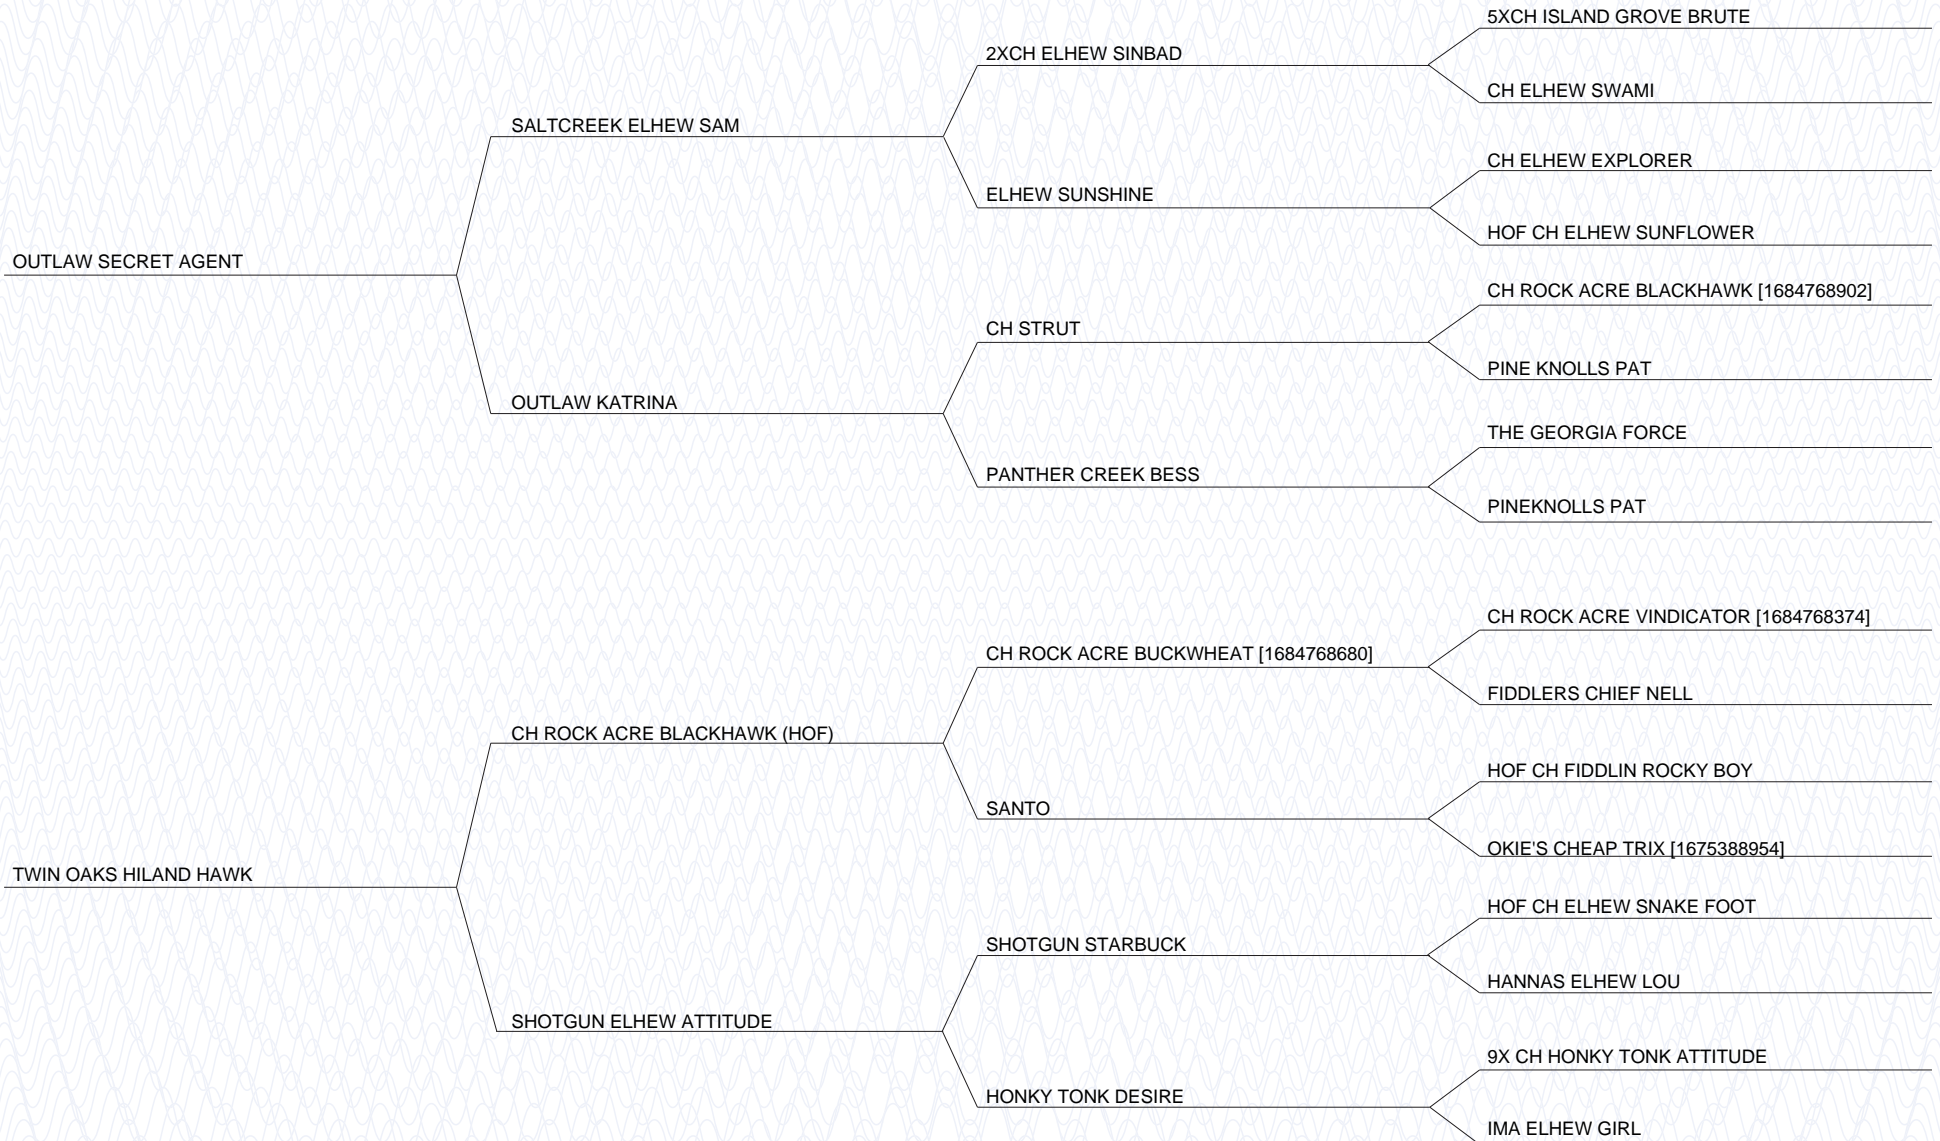 5XCH ISLAND GROVE BRUTE
2XCH ELHEW SINBAD
CH ELHEW SWAMI
SALTCREEK ELHEW SAM
CH ELHEW EXPLORER
ELHEW SUNSHINE
HOF CH ELHEW SUNFLOWER
OUTLAW SECRET AGENT
CH ROCK ACRE BLACKHAWK [1684768902]
CH STRUT
PINE KNOLLS PAT
OUTLAW KATRINA
THE GEORGIA FORCE
PANTHER CREEK BESS
PINEKNOLLS PAT
CH ROCK ACRE VINDICATOR [1684768374]
CH ROCK ACRE BUCKWHEAT [1684768680]
FIDDLERS CHIEF NELL
CH ROCK ACRE BLACKHAWK (HOF)
HOF CH FIDDLIN ROCKY BOY
SANTO
OKIE'S CHEAP TRIX [1675388954]
TWIN OAKS HILAND HAWK
HOF CH ELHEW SNAKE FOOT
SHOTGUN STARBUCK
HANNAS ELHEW LOU
SHOTGUN ELHEW ATTITUDE
9X CH HONKY TONK ATTITUDE
HONKY TONK DESIRE
IMA ELHEW GIRL